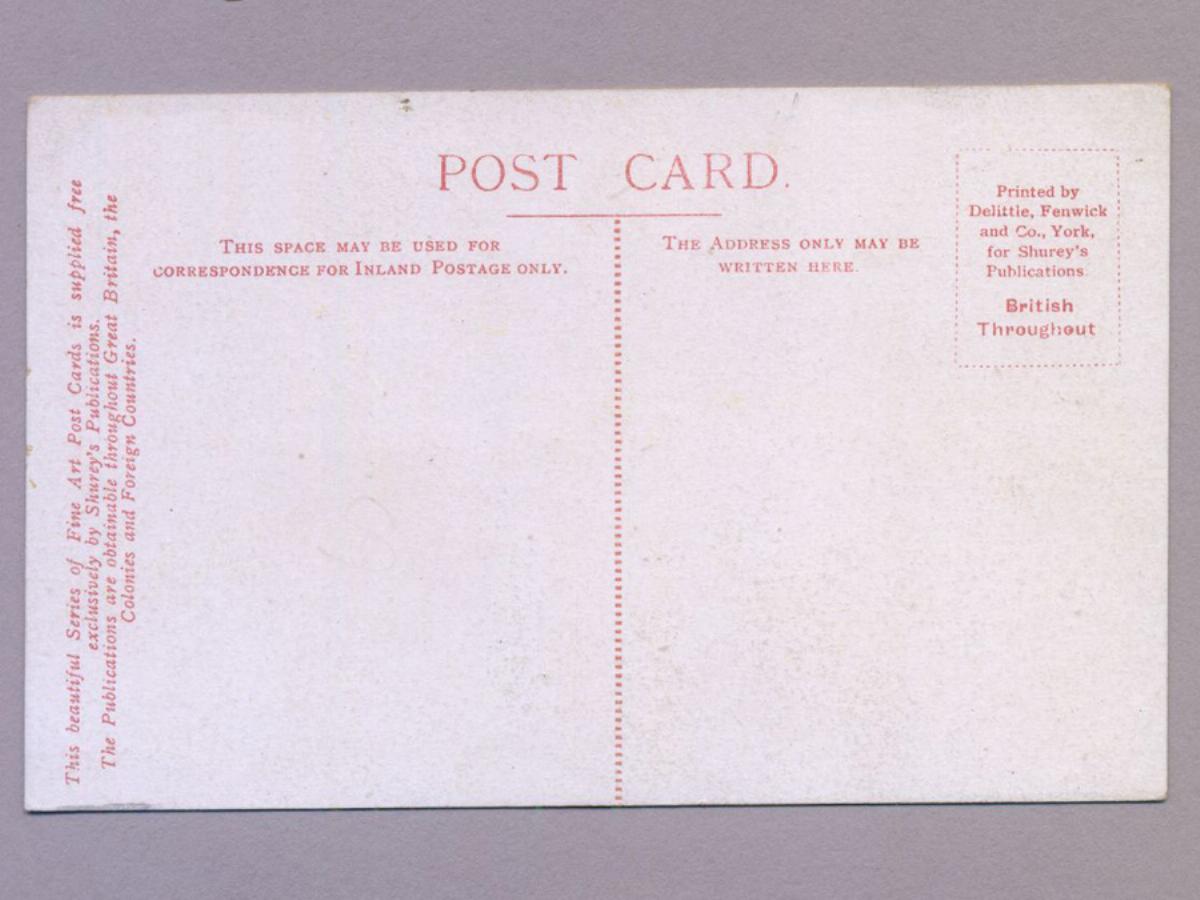 POST CARD.
THIS SPACE MAY BE USED FOR
CORRESPONDENCE FOR INLAND POSTAGE ONLY.
THE ADDRESS ONLY MAY BE
WRITTEN HERE.
Printed by
Delittle, Fenwick
and Co., York,
for Shurey's
Publications
British
Throughout
This beautiful Series of Fine Art Post Cards is supplied free
exclusively by Shurey's Publications.
The Publications are obtainable throughout Great Britain, the
Colonies and Foreign Countries.